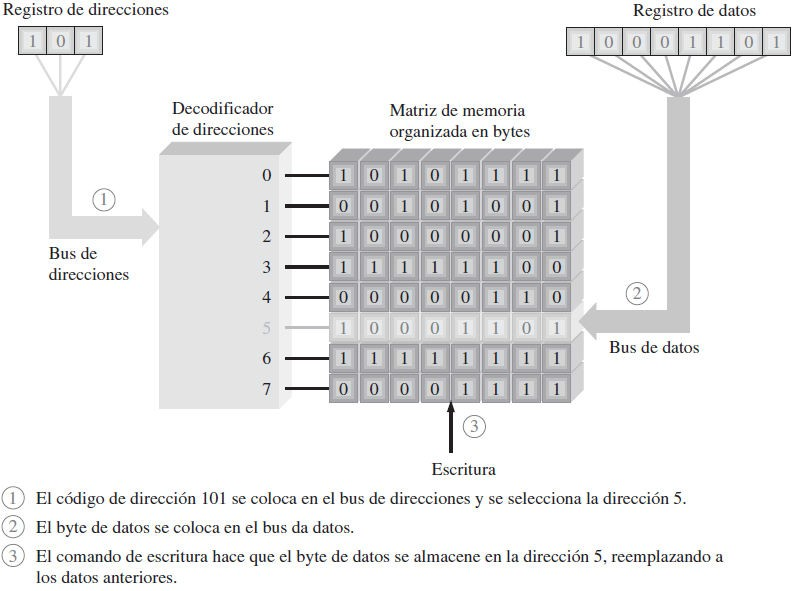 Registro de direcciones
1 0 1
Registro de datos
1 0 0 0 1 1 0 1
Decodificador
de direcciones
Matriz de memoria
organizada en bytes
0 1 0 1 0 1 1 1 1
1 0 0 1 0 1 0 0 1
2 1 0 0 0 0 0 0 1
3 1 1 1 1 1 1 0 0
4 0 0 0 0 0 1 1 0
5 1 0 0 0 1 1 0 1
6 1 1 1 1 1 1 1 1
7 0 0 0 0 1 1 1 1
1
Bus de
direcciones
2
Bus de datos
3
Escritura
1 El código de dirección 101 se coloca en el bus de direcciones y se selecciona la dirección 5.
2 El byte de datos se coloca en el bus da datos.
3 El comando de escritura hace que el byte de datos se almacene en la dirección 5, reemplazando a
los datos anteriores.